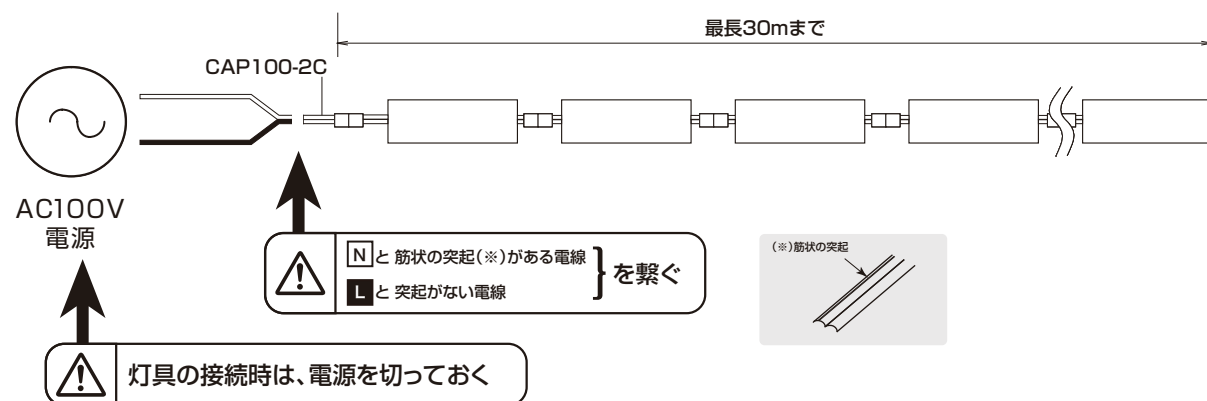 最長30mまで
CAP100-2C
AC100V
電源
Nと 筋状の突起(※)がある電線
Lと 突起がない電線
}を繋ぐ
(※)筋状の突起
灯具の接続時は、電源を切っておく